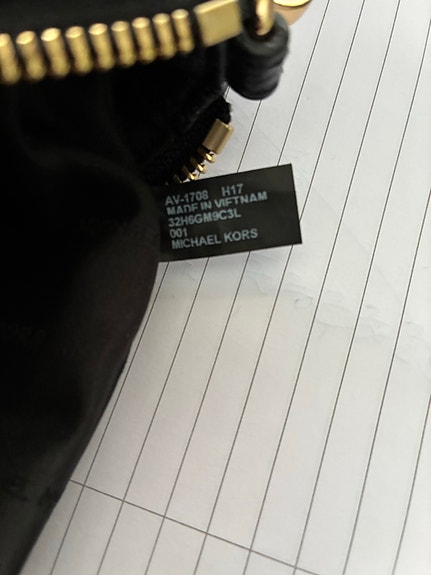 AV-1708 H17
MADE IN VIETNAM
32H6GM9C3L
001
MICHAEL KORS